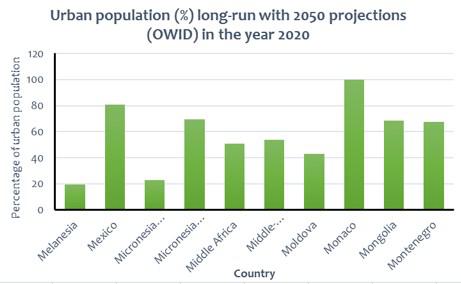 Urban population (%) long-run with 2050 projections
(OWID) in the year 2020
Percentage of urban population
120
100
80
60
40
20
0
Melanesia
Mexico
Micronesia...
Micronesia...
Middle Africa
Middle-...
Moldova
Monaco
Mongolia
Montenegro
Country